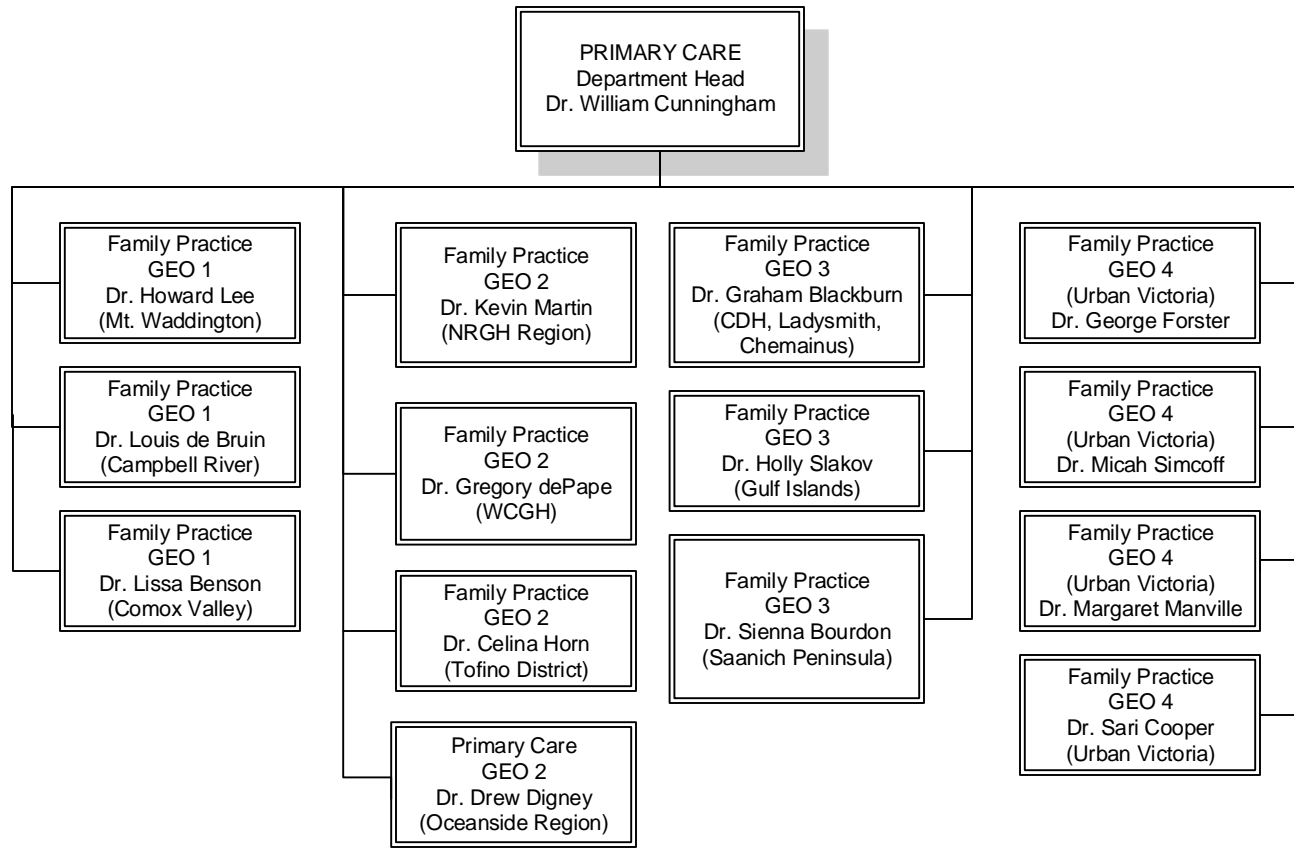 PRIMARY CARE
Department Head
Dr. William Cunningham
Family Practice
GEO 1
Dr. Howard Lee
(Mt. Waddington)
Family Practice
GEO 1
Dr. Louis de Bruin
(Campbell River)
Family Practice
GEO 1
Dr. Lissa Benson
(Comox Valley)
Family Practice
GEO 2
Dr. Kevin Martin
(NRGH Region)
Family Practice
GEO 2
Dr. Gregory dePape
(WCGH)
Family Practice
GEO 2
Dr. Celina Horn
(Tofino District)
Primary Care
GEO 2
Dr. Drew Digney
(Oceanside Region)
Family Practice
GEO 3
Dr. Graham Blackburn
(CDH, Ladysmith,
Chemainus)
Family Practice
GEO 3
Dr. Holly Slakov
(Gulf Islands)
Family Practice
GEO 3
Dr. Sienna Bourdon
(Saanich Peninsula)
Family Practice
GEO 4
(Urban Victoria)
Dr. George Forster
Family Practice
GEO 4
(Urban Victoria)
Dr. Micah Simcoff
Family Practice
GEO 4
(Urban Victoria)
Dr. Margaret Manville
Family Practice
GEO 4
Dr. Sari Cooper
(Urban Victoria)